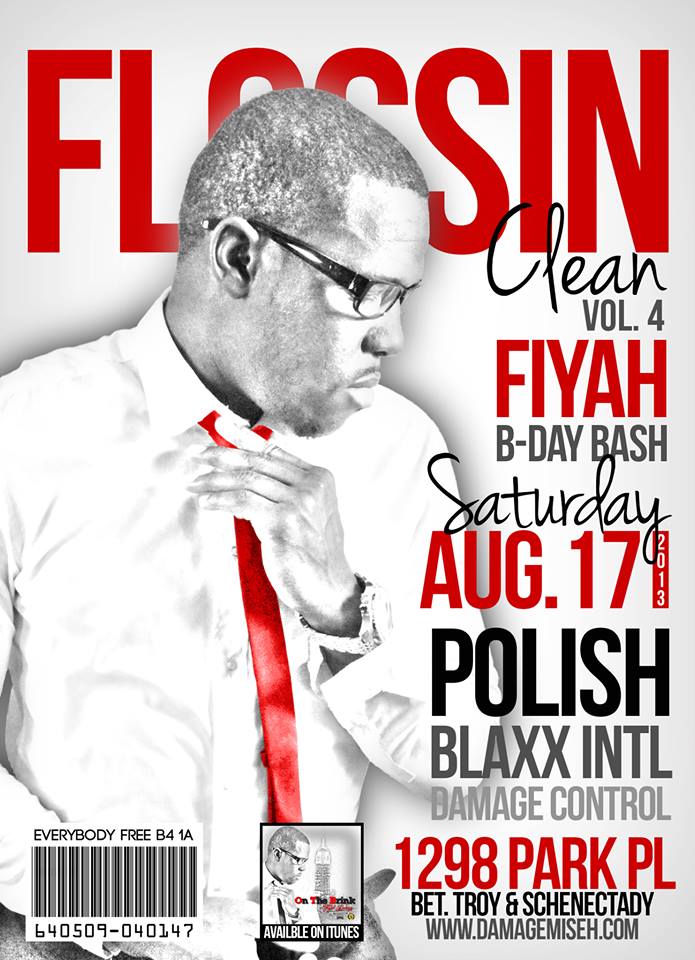 FLOSSIN
Clean
VOL. 4
FIYAH
B-DAY BASH
Saturday
AUG. 17 2013
POLISH
BLAXX INTL
DAMAGE CONTROL
1298 PARK PL
BET. TROY & SCHENECTADY
WWW.DAMAGEMISEH.COM
EVERYBODY FREE B4 1A
640509-040147
On The Brink
AVAILBLE ON ITUNES